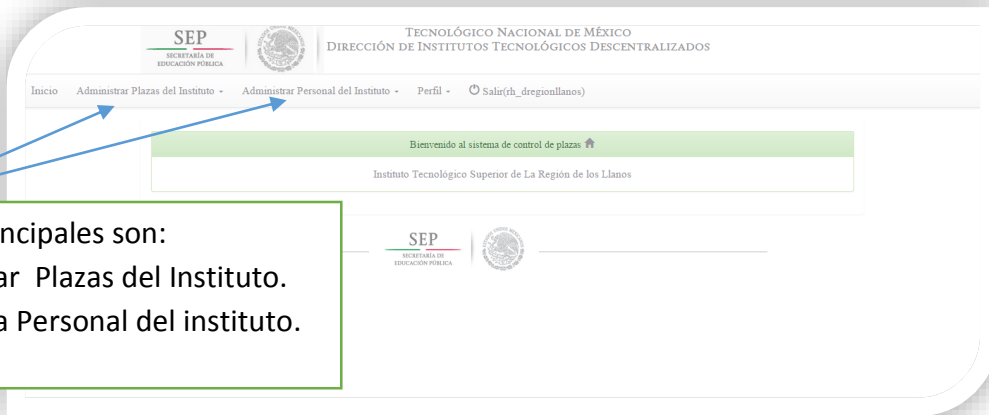 SEP
SECRETARÍA DE
EDUCACIÓN PÚBLICA
TECNOLÓGICO NACIONAL DE MÉXICO
DIRECCIÓN DE INSTITUTOS TECNOLÓGICOS DESCENTRALIZADOS
Inicio Administrar Plazas del Instituto Administrar Personal del Instituto Perfil Salir(rh_dregionllanos)
Bienvenido al sistema de control de plazas
Instituto Tecnológico Superior de La Región de los Llanos
ncipales son:
ar Plazas del Instituto.
a Personal del instituto.
SEP
SECRETARÍA DE
EDUCACIÓN PÚBLICA